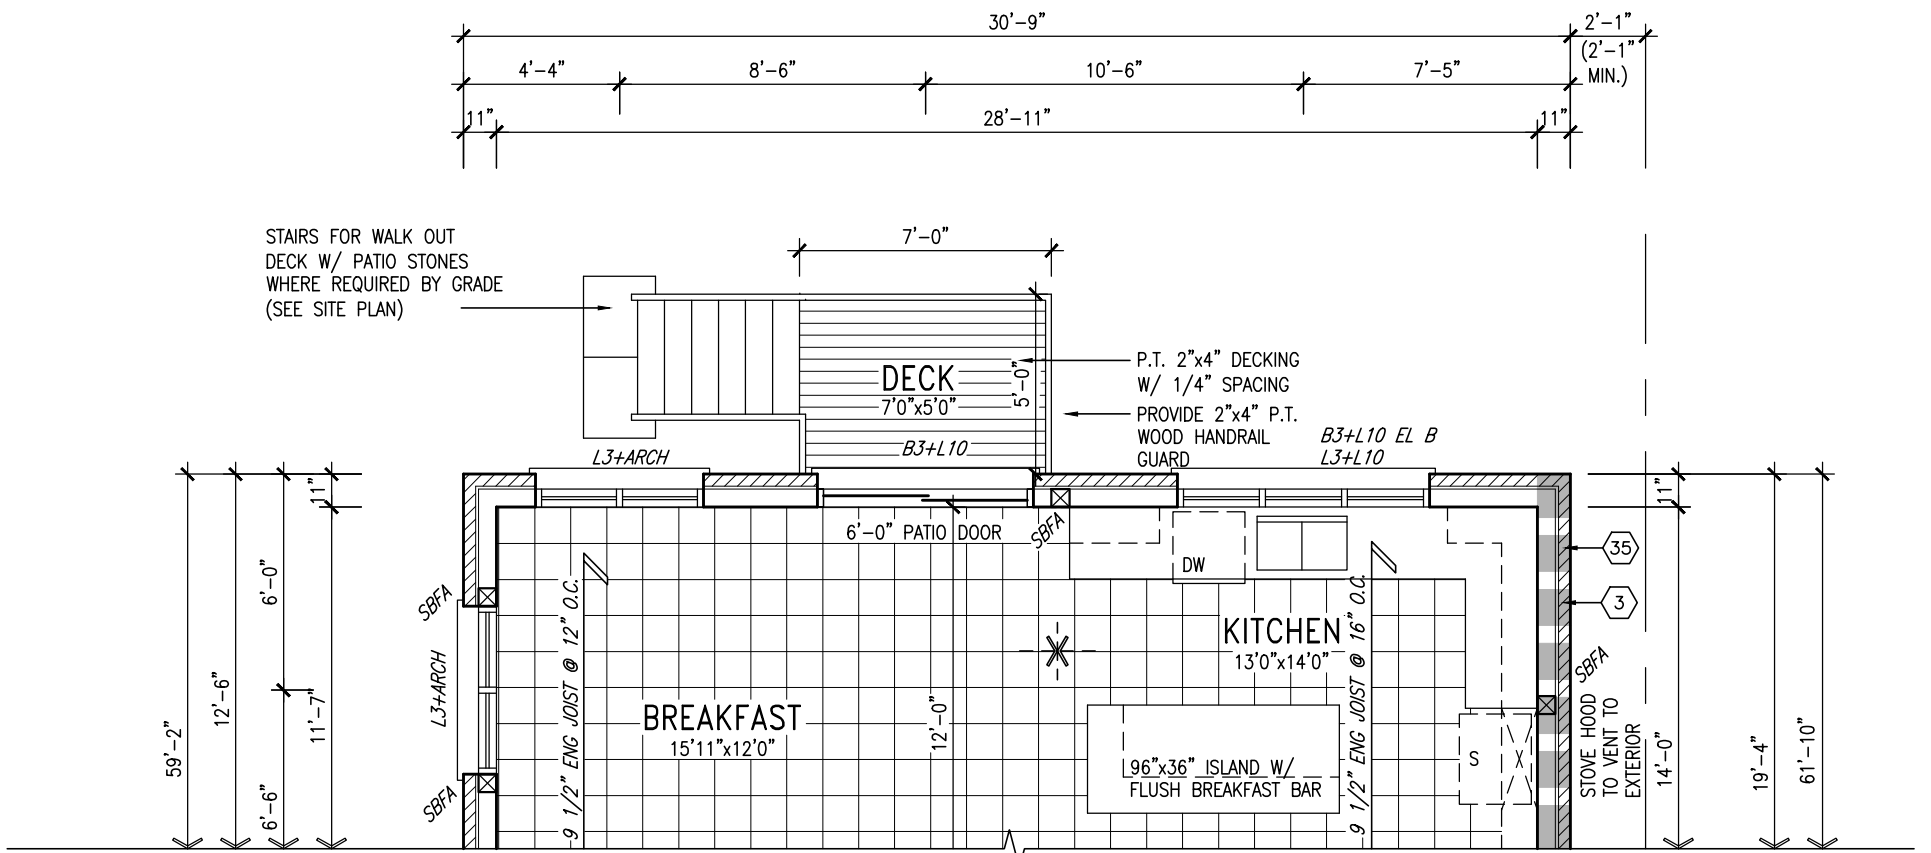 30'-9"
2'-1"
(2'-1"
MIN.)
4'-4"
8'-6"
10'-6"
7'-5"
11"
28'-11"
11"
STAIRS FOR WALK OUT
DECK W/ PATIO STONES
WHERE REQUIRED BY GRADE
(SEE SITE PLAN)
7'-0"
DECK
7'0"x5'0"
5'-0"
P.T. 2"x4" DECKING
W/ 1/4" SPACING
PROVIDE 2"x4" P.T.
WOOD HANDRAIL
GUARD
L3+ARCH
B3+L10
B3+L10 EL B
L3+L10
59'-2"
12'-6"
6'-0"
6'-6"
11"
11'-7"
SBFA
L3+ARCH
SBFA
6'-0" PATIO DOOR
SBFA
DW
9 1/2" ENG JOIST @ 12" O.C.
BREAKFAST
15'11"x12'0"
12'-0"
KITCHEN
13'0"x14'0"
9 1/2" ENG JOIST @ 16" O.C.
96"x36" ISLAND W/
FLUSH BREAKFAST BAR
S
35
3
SBFA
STOVE HOOD
TO VENT TO
EXTERIOR
11"
14'-0"
19'-4"
61'-10"